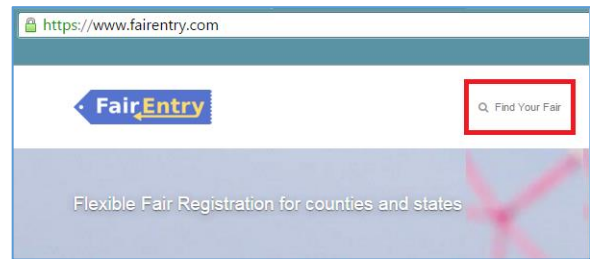 https://www.fairentry.com
FairEntry
Find Your Fair
Flexible Fair Registration for counties and states